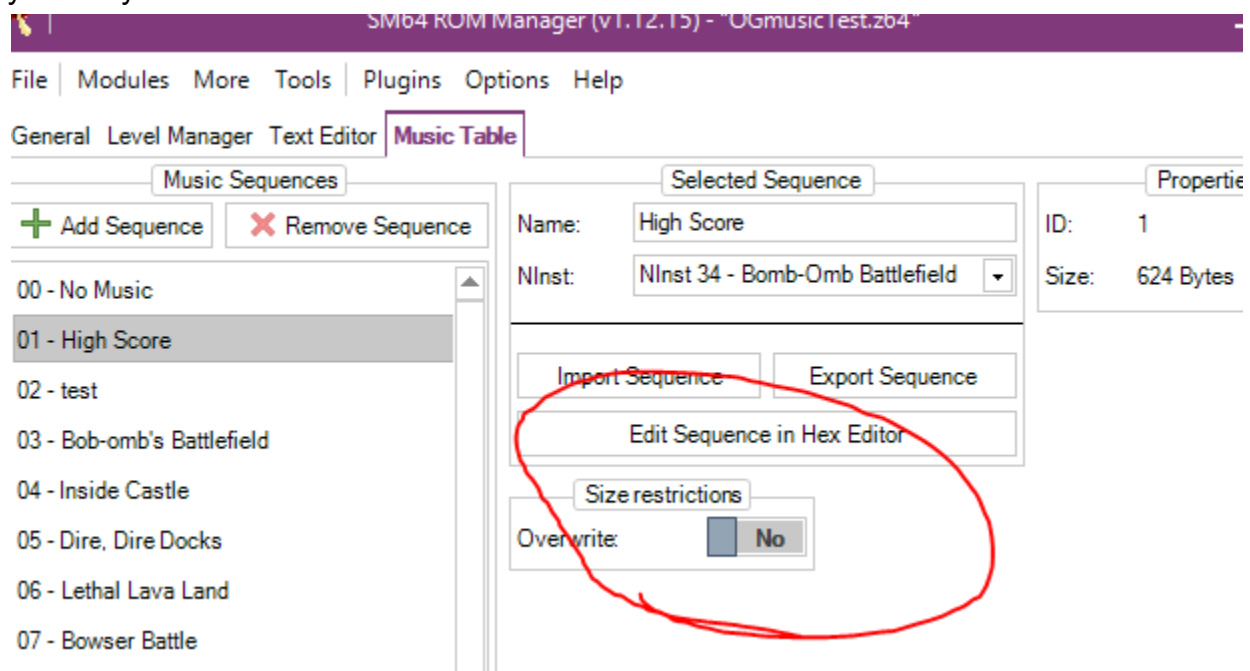 SM64 ROM Manager (v1.12.15) - "OGmusicTest.z64"
File Modules More Tools Plugins Options Help
General Level Manager Text Editor Music Table
Music Sequences
Add Sequence Remove Sequence
00 - No Music
01 - High Score
02 - test
03 - Bob-omb's Battlefield
04 - Inside Castle
05 - Dire, Dire Docks
06 - Lethal Lava Land
07 - Bowser Battle
Selected Sequence
Name: High Score
NInst: NInst 34 - Bomb-Omb Battlefield
Import Sequence Export Sequence
Edit Sequence in Hex Editor
Size restrictions
Overwrite: No
Propertie
ID: 1
Size: 624 Bytes